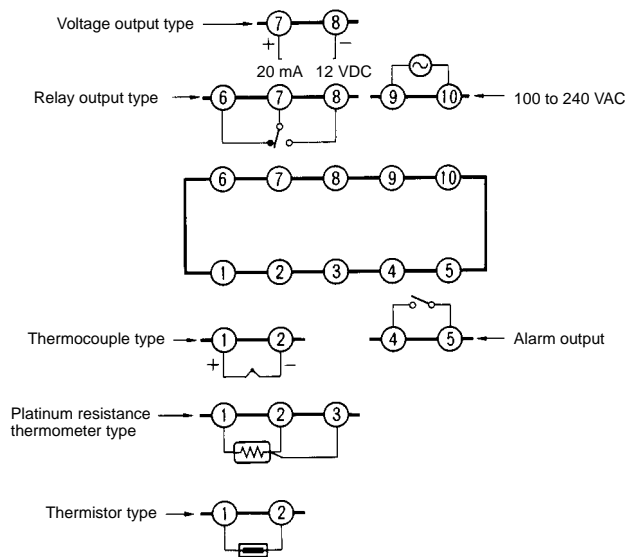 Voltage output type 7 8
+ −
20 mA 12 VDC
Relay output type 6 7 8 9 10 100 to 240 VAC
6 7 8 9 10
1 2 3 4 5
Thermocouple type 1 2 4 5 Alarm output
+ −
Platinum resistance
thermometer type 1 2 3
Thermistor type 1 2